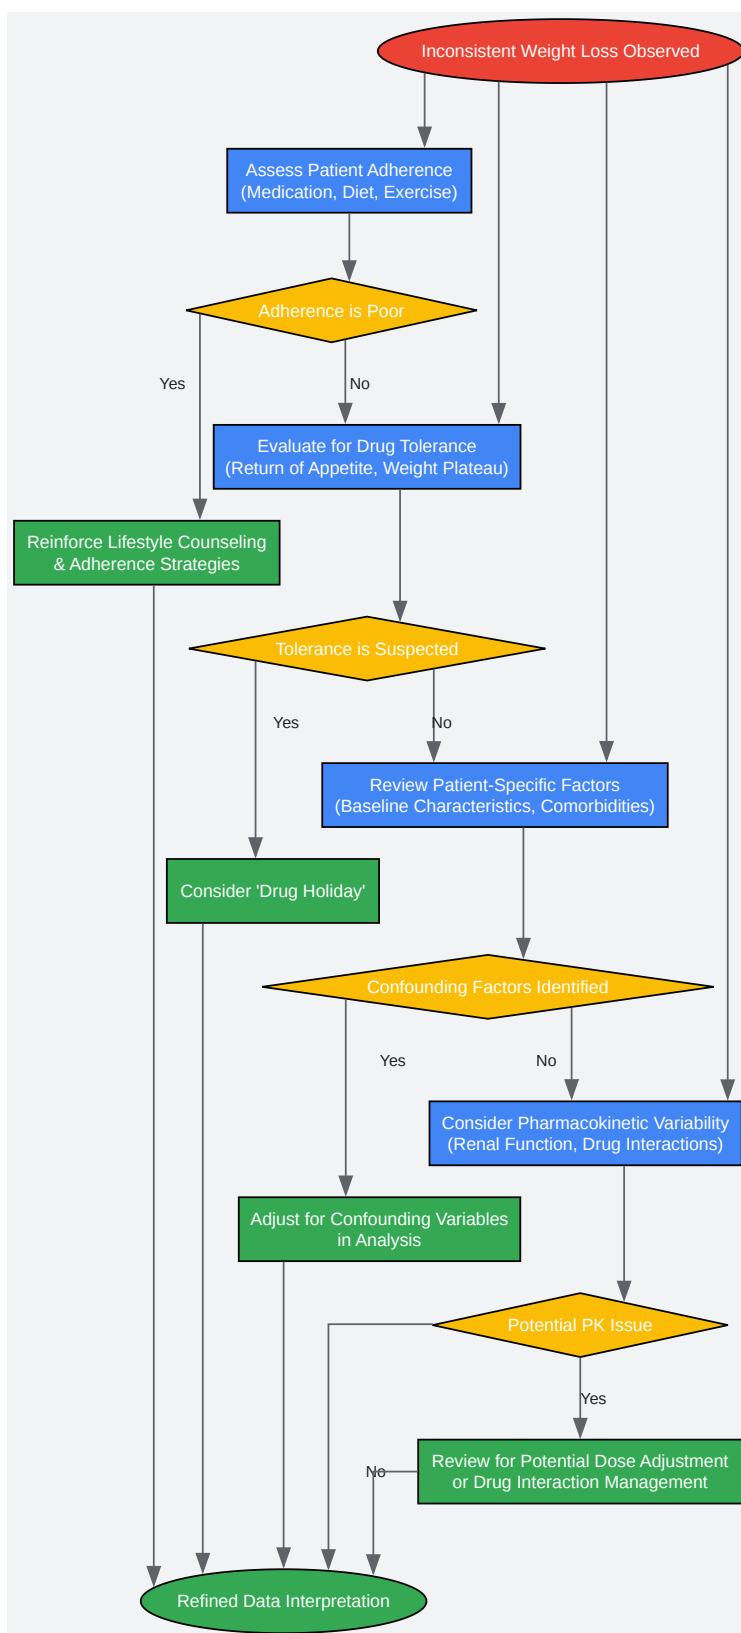 Inconsistent Weight Loss Observed
Assess Patient Adherence
(Medication, Diet, Exercise)
Adherence is Poor
Yes
No
Evaluate for Drug Tolerance
(Return of Appetite, Weight Plateau)
Reinforce Lifestyle Counseling
& Adherence Strategies
Tolerance is Suspected
Yes
No
Review Patient-Specific Factors
(Baseline Characteristics, Comorbidities)
Consider 'Drug Holiday'
Confounding Factors Identified
Yes
No
Consider Pharmacokinetic Variability
(Renal Function, Drug Interactions)
Adjust for Confounding Variables
in Analysis
Potential PK Issue
Yes
Review for Potential Dose Adjustment
or Drug Interaction Management
No
Refined Data Interpretation